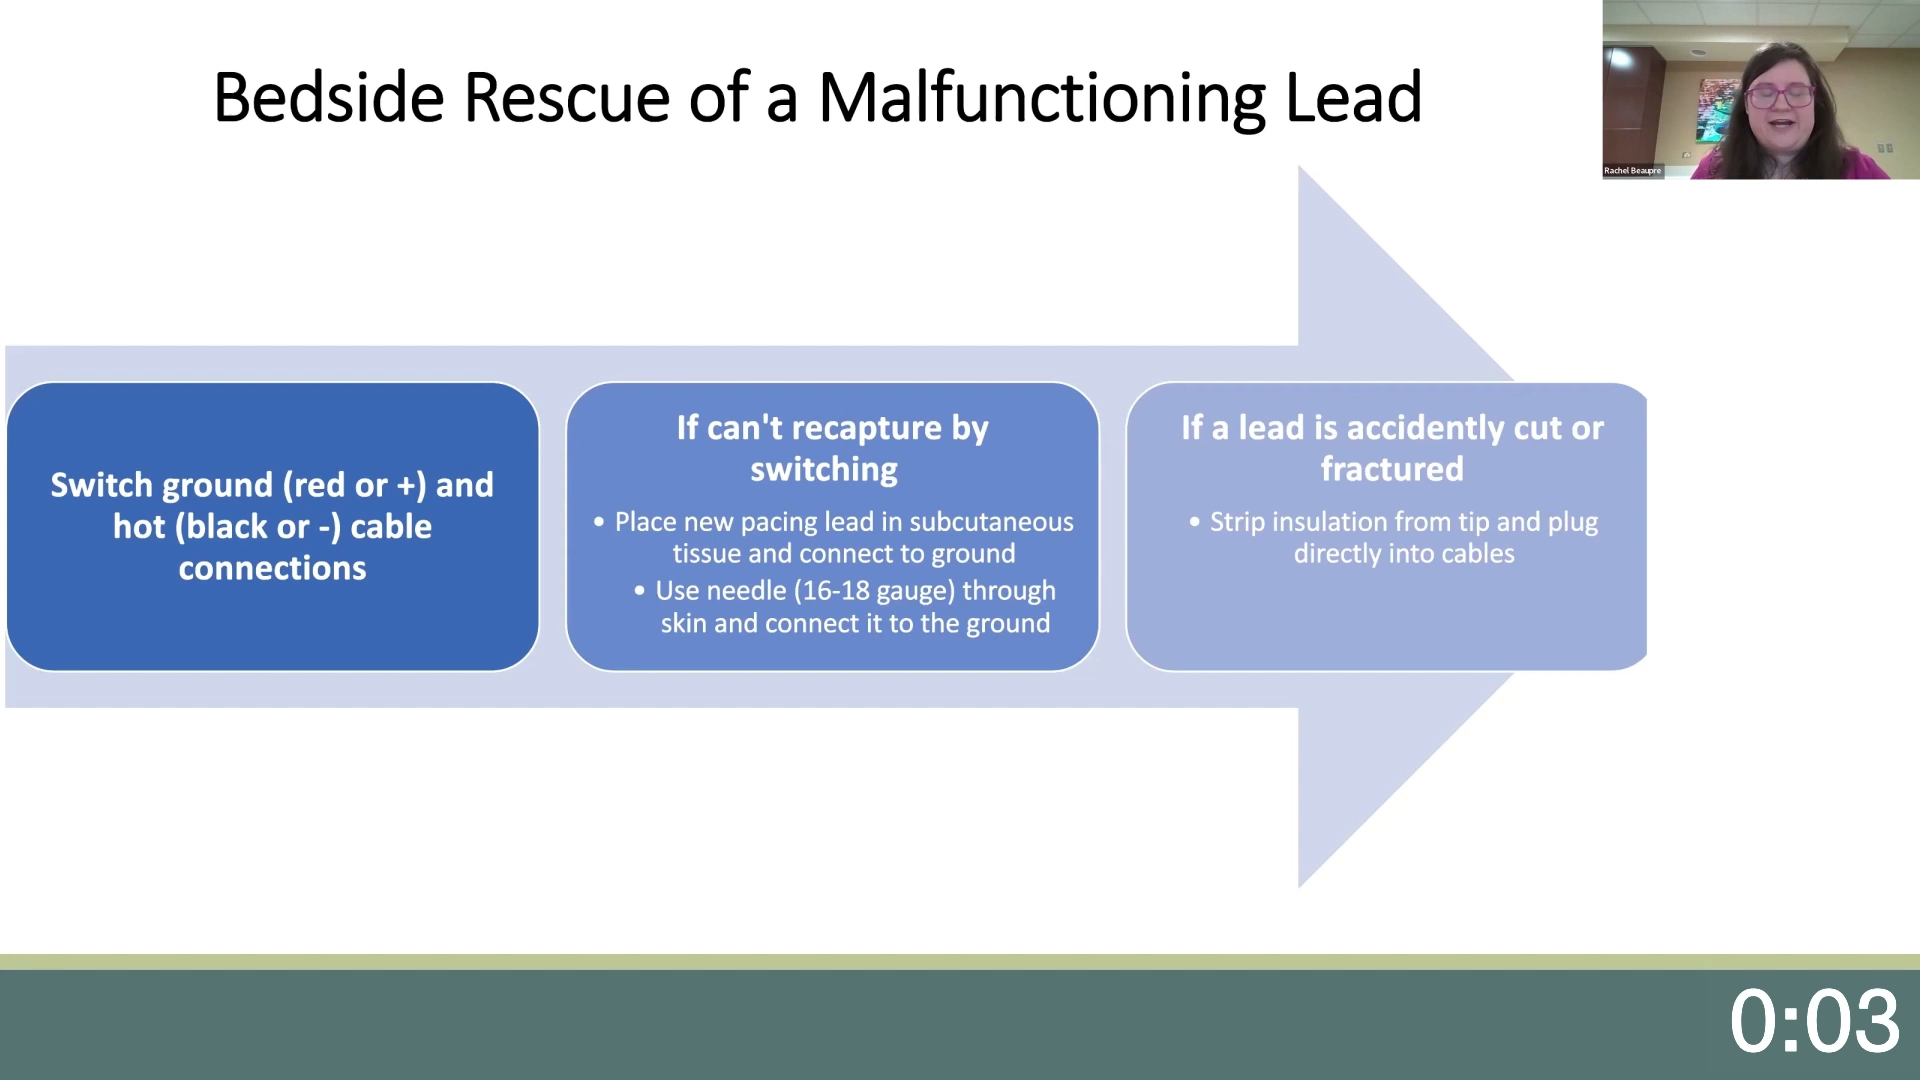 Bedside Rescue of a Malfunctioning Lead
Rachel Beaupre
Switch ground (red or +) and
hot (black or -) cable
connections
If can't recapture by
switching
• Place new pacing lead in subcutaneous
tissue and connect to ground
• Use needle (16-18 gauge) through
skin and connect it to the ground
If a lead is accidently cut or
fractured
• Strip insulation from tip and plug
directly into cables
0:03